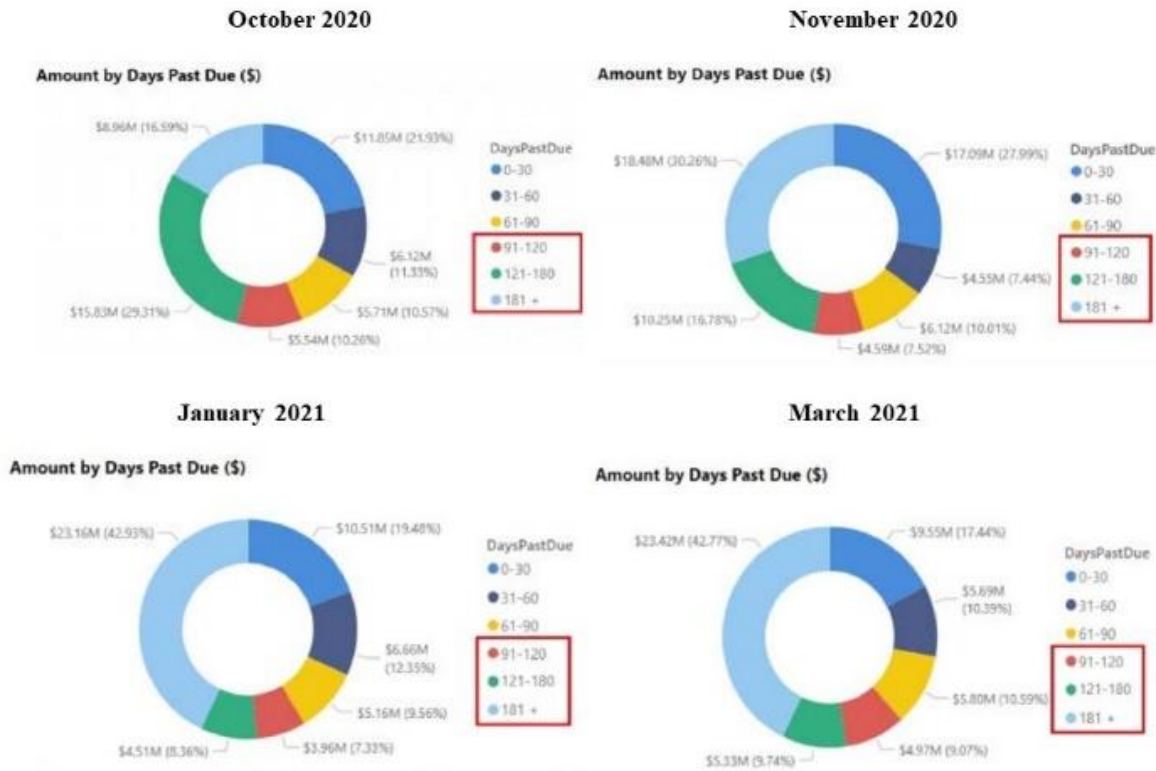 October 2020
Amount by Days Past Due ($)
$8.96M (16.59%)
$11.85M (21.93%)
$6.12M
(11.33%)
$5.71M (10.57%)
$5.54M (10.26%)
$15.83M (29.31%)
DaysPastDue
0-30
31-60
61-90
91-120
121-180
181 +
November 2020
Amount by Days Past Due ($)
$18.48M (30.26%)
$17.09M (27.99%)
$4.55M (7.44%)
$6.12M (10.01%)
$4.59M (7.52%)
$10.25M (16.78%)
DaysPastDue
0-30
31-60
61-90
91-120
121-180
181 +
January 2021
Amount by Days Past Due ($)
$23.16M (42.93%)
$10.51M (19.48%)
$6.66M
(12.35%)
$5.16M (9.56%)
$3.96M (7.33%)
$4.51M (8.36%)
DaysPastDue
0-30
31-60
61-90
91-120
121-180
181 +
March 2021
Amount by Days Past Due ($)
$23.42M (42.77%)
$9.55M (17.44%)
$5.69M
(10.39%)
$5.80M (10.59%)
$4.97M (9.07%)
$5.33M (9.74%)
DaysPastDue
0-30
31-60
61-90
91-120
121-180
181 +